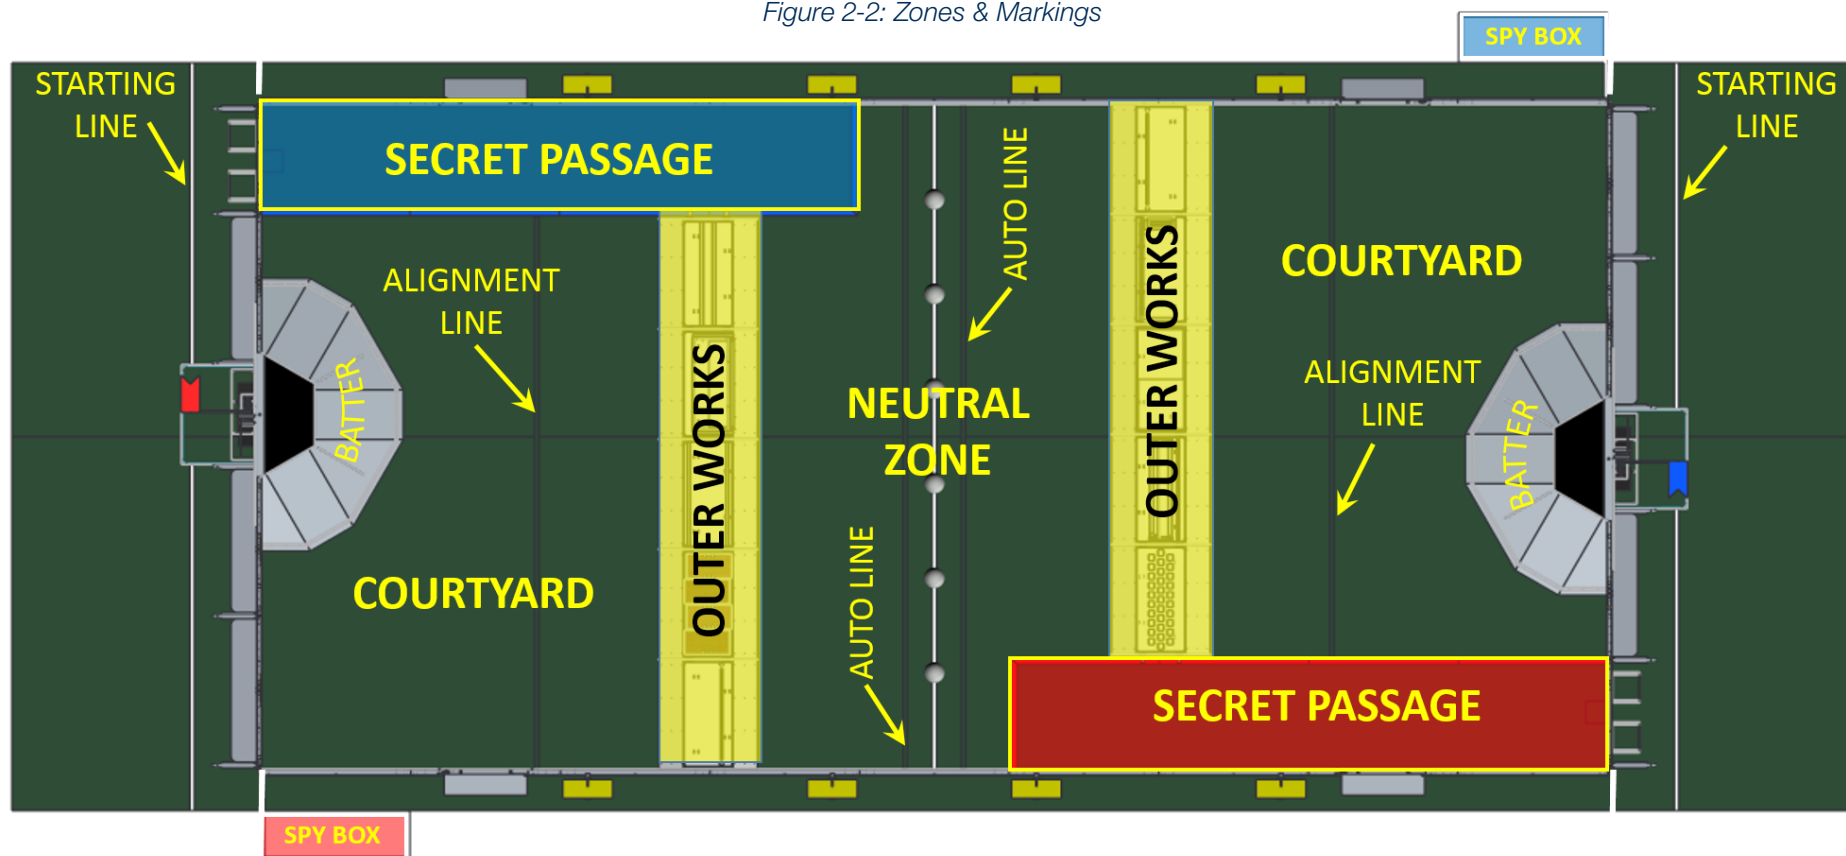 Figure 2-2: Zones & Markings
SPY BOX
STARTING
LINE
STARTING
LINE
SECRET PASSAGE
AUTO LINE
OUTER WORKS
COURTYARD
ALIGNMENT
LINE
BATTER
OUTER WORKS
NEUTRAL
ZONE
ALIGNMENT
LINE
BATTER
COURTYARD
AUTO LINE
SECRET PASSAGE
SPY BOX